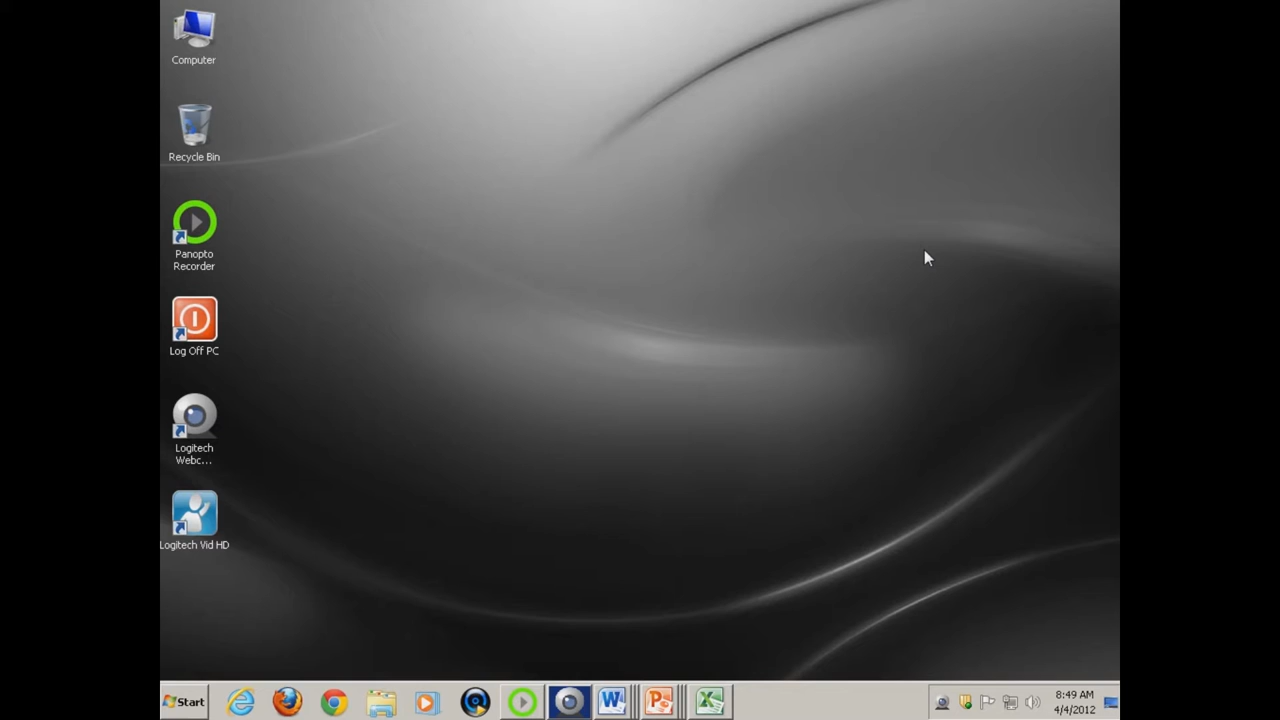 Computer
Recycle Bin
Panopto
Recorder
Log Off PC
Logitech
Webc...
Logitech Vid HD
Start
W
P
X
8:49 AM
4/4/2012